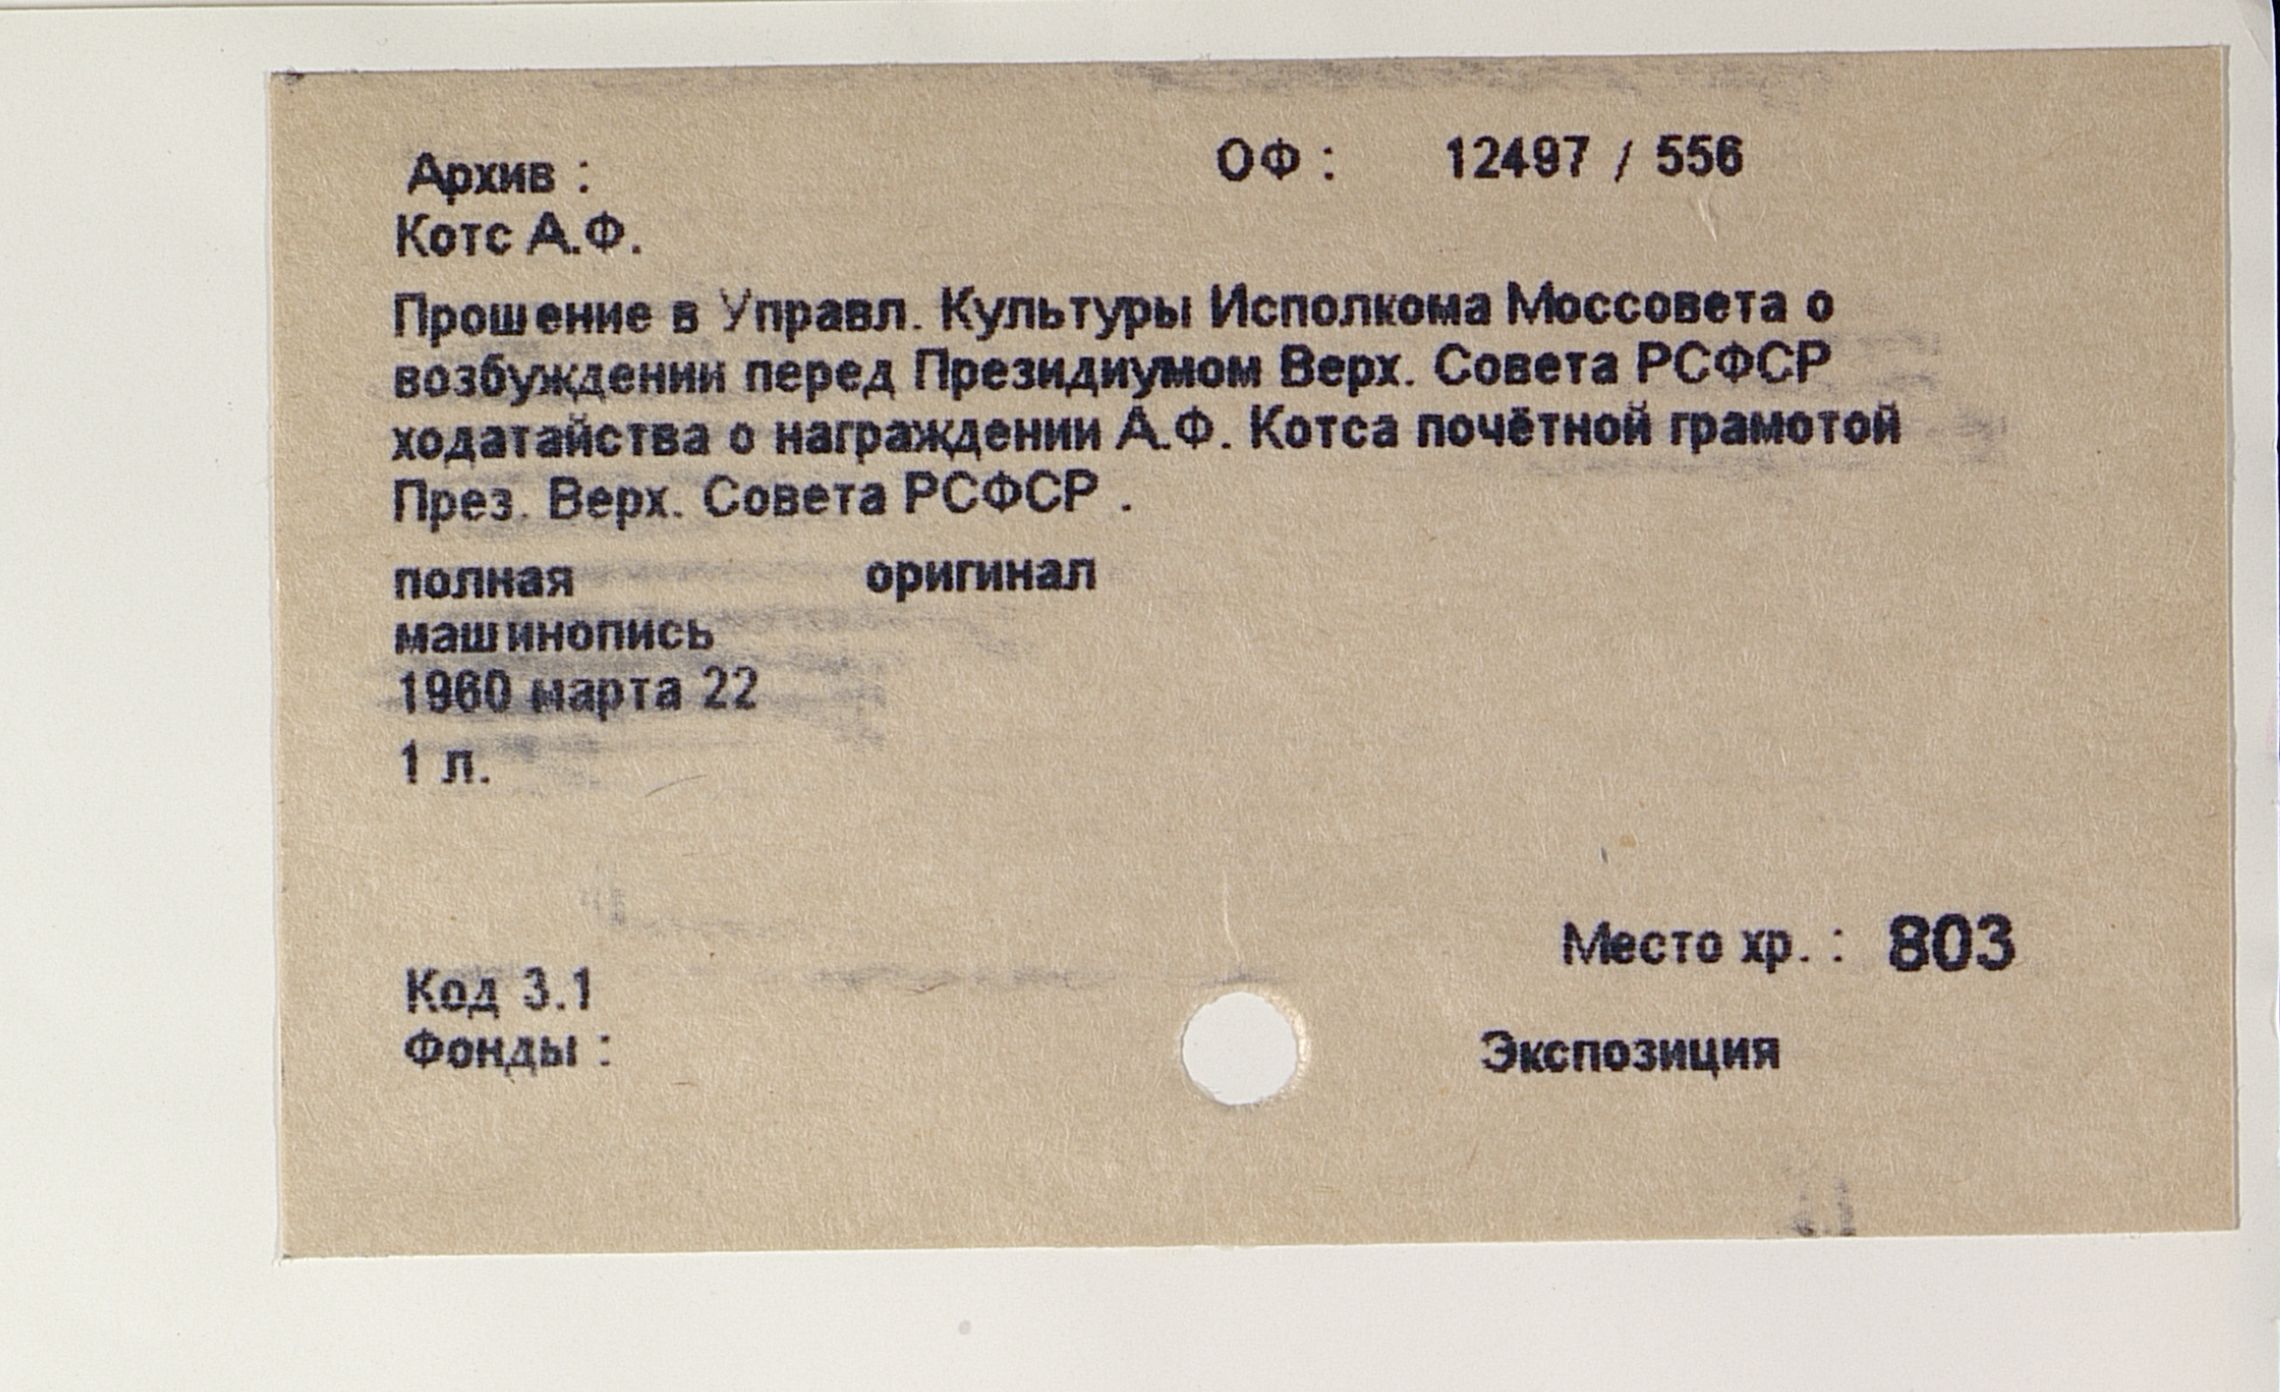 Архив : ОФ : 12497 / 556
Котс А.Ф.
Прошение в Управл. Культуры Исполкома Моссовета о
возбуждении перед Президиумом Верх. Совета РСФСР
ходатайства о награждении А.Ф. Котса почётной грамотой
През. Верх. Совета РСФСР .
полная оригинал
машинопись
1960 марта 22
1 л.
Место хр. : 803
Код 3.1
Фонды : Экспозиция